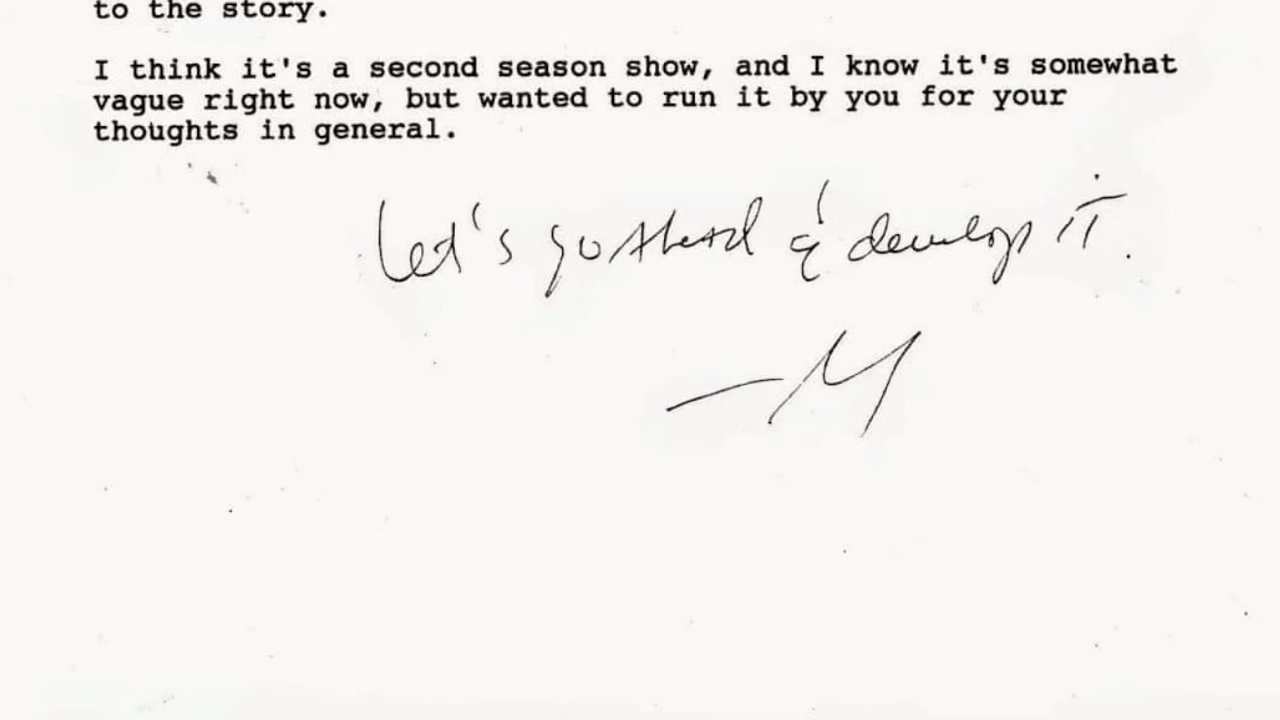 to the story.
I think it's a second season show, and I know it's somewhat
vague right now, but wanted to run it by you for your
thoughts in general.
Let's go ahead & develop it.
—M